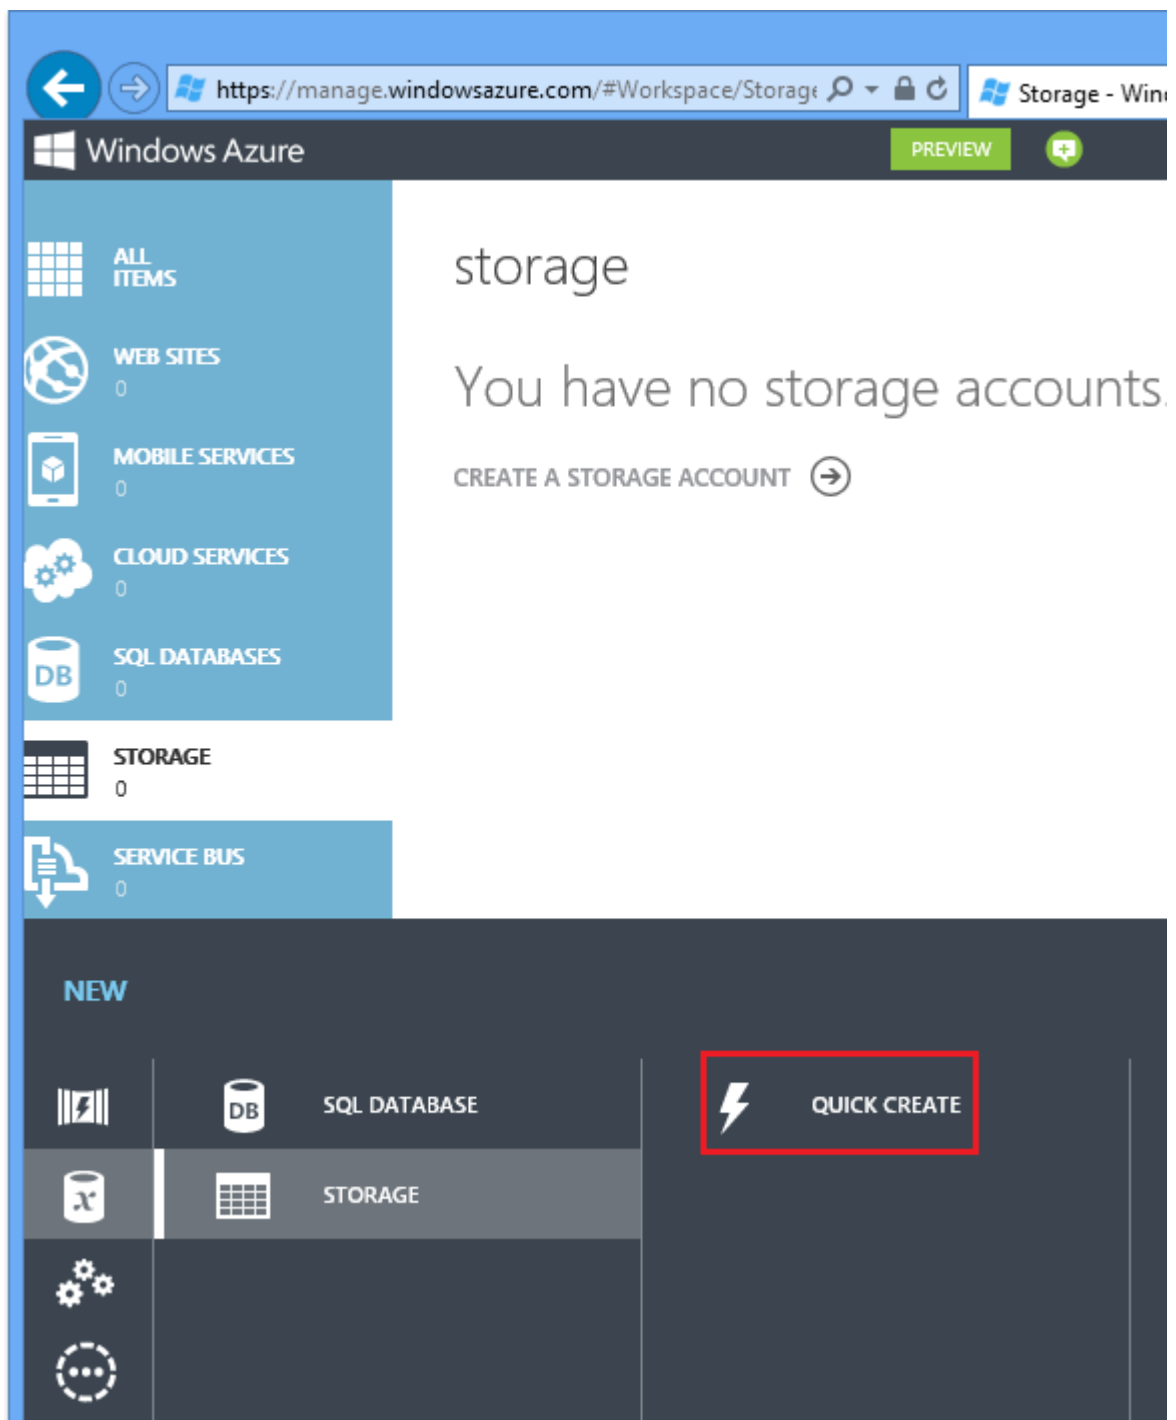 https://manage.windowsazure.com/#Workspace/Storage
Storage - Win
Windows Azure
PREVIEW
ALL
ITEMS
storage
WEB SITES
0
You have no storage accounts.
MOBILE SERVICES
0
CREATE A STORAGE ACCOUNT
CLOUD SERVICES
0
DB
SQL DATABASES
0
STORAGE
0
SERVICE BUS
0
NEW
DB
SQL DATABASE
QUICK CREATE
x
STORAGE